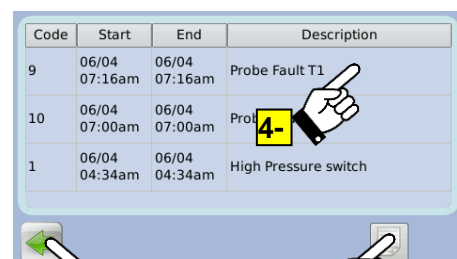 Code Start End Description
9 06/04 07:16am 06/04 07:16am Probe Fault T1
10 06/04 07:00am 06/04 07:00am
4-
1 06/04 04:34am 06/04 04:34am High Pressure switch